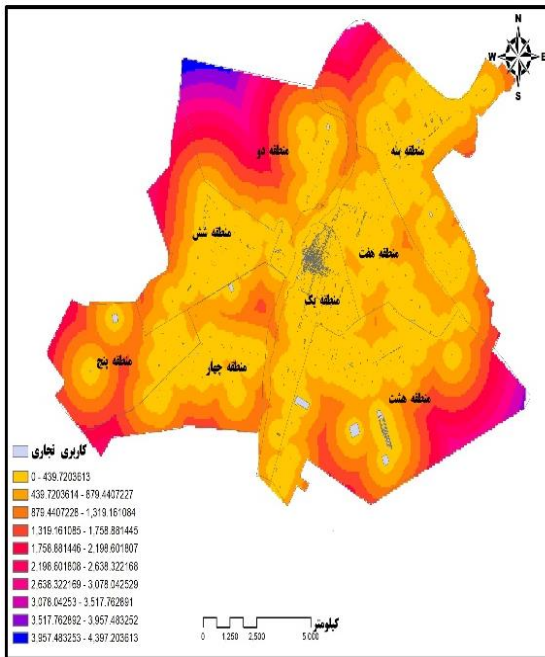 N
W E
S
منطقه دو
منطقه پنه
منطقه شش
منطقه هفت
منطقه یک
منطقه پنج
منطقه چهار
منطقه هشت
کاربری تجاری
0 - 439.7203613
439.7203614 - 879.4407227
879.4407228 - 1,319.161084
1,319.161085 - 1,758.881445
1,758.881446 - 2,198.601807
2,198.601808 - 2,638.322168
2,638.322169 - 3,078.042529
3,078.04253 - 3,517.762891
3,517.762892 - 3,957.483252
3,957.483253 - 4,397.203613
کیلومتر
0 1,250 2,500 5,000